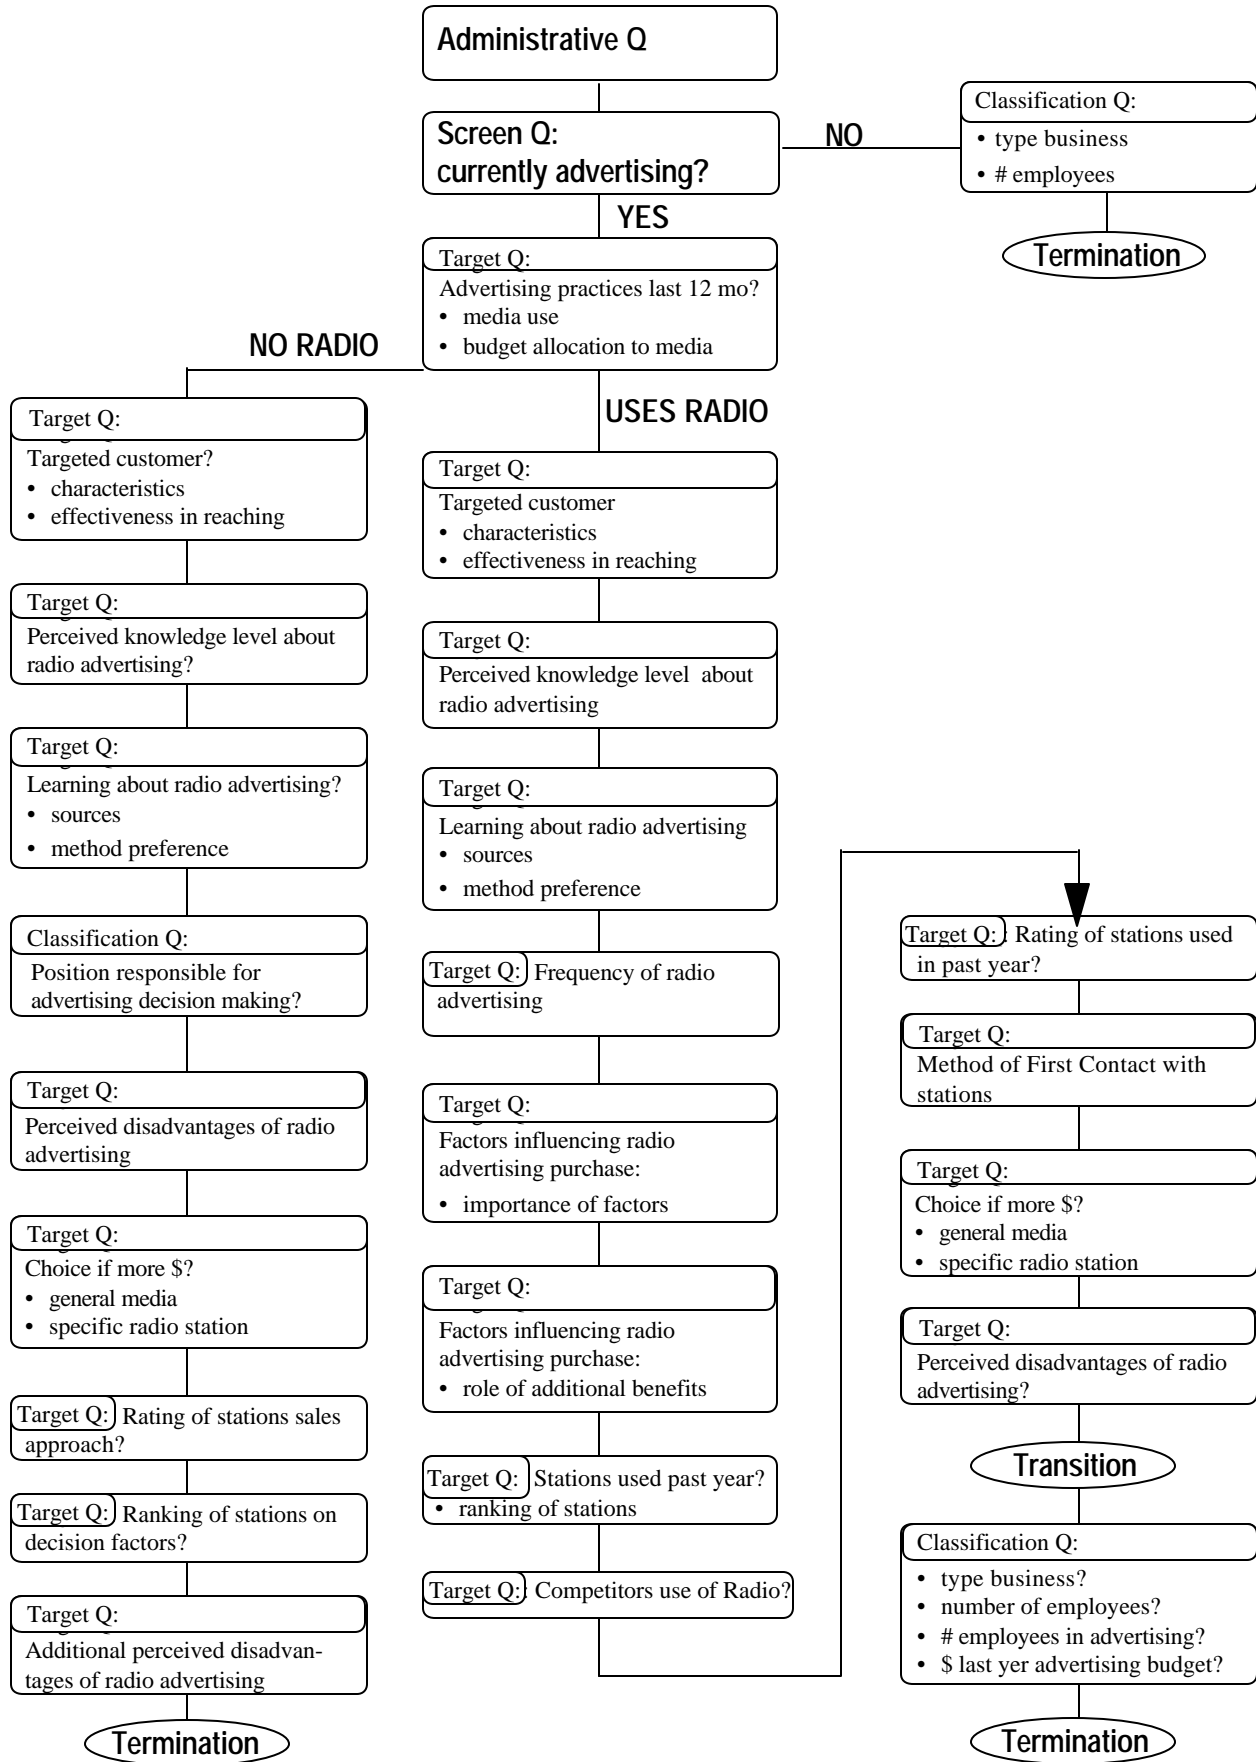 Administrative Q
Screen Q:
currently advertising?
NO
Classification Q:
• type business
• # employees
Termination
YES
Target Q:
Advertising practices last 12 mo?
• media use
• budget allocation to media
NO RADIO
USES RADIO
Target Q:
Targeted customer?
• characteristics
• effectiveness in reaching
Target Q:
Perceived knowledge level about
radio advertising?
Target Q:
Learning about radio advertising?
• sources
• method preference
Classification Q:
Position responsible for
advertising decision making?
Target Q:
Perceived disadvantages of radio
advertising
Target Q:
Choice if more $?
• general media
• specific radio station
Target Q: Rating of stations sales
approach?
Target Q: Ranking of stations on
decision factors?
Target Q:
Additional perceived disadvan-
tages of radio advertising
Termination
Target Q:
Targeted customer
• characteristics
• effectiveness in reaching
Target Q:
Perceived knowledge level about
radio advertising
Target Q:
Learning about radio advertising
• sources
• method preference
Target Q: Frequency of radio
advertising
Target Q:
Factors influencing radio
advertising purchase:
• importance of factors
Target Q:
Factors influencing radio
advertising purchase:
• role of additional benefits
Target Q: Stations used past year?
• ranking of stations
Target Q:: Competitors use of Radio?
Target Q: : Rating of stations used
in past year?
Target Q:
Method of First Contact with
stations
Target Q:
Choice if more $?
• general media
• specific radio station
Target Q:
Perceived disadvantages of radio
advertising?
Transition
Classification Q:
• type business?
• number of employees?
• # employees in advertising?
• $ last yer advertising budget?
Termination